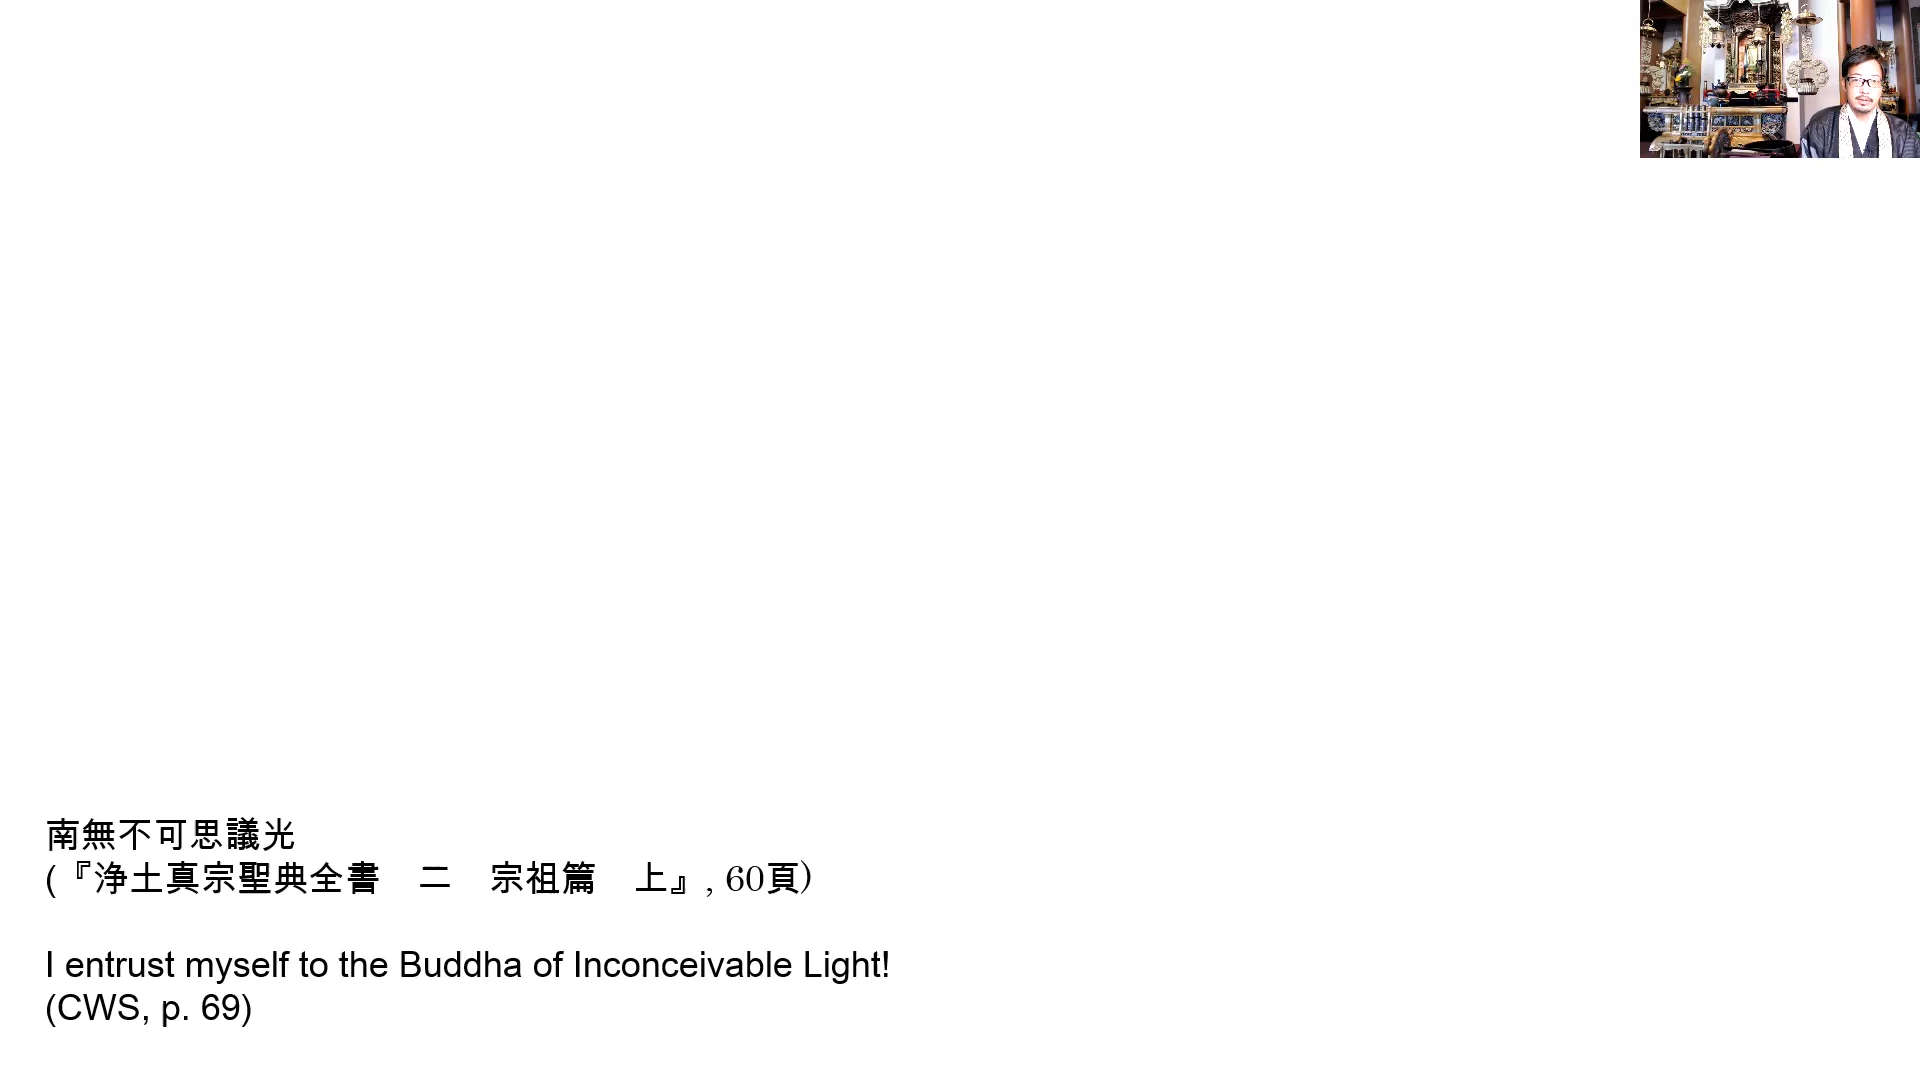 南無不可思議光
(『浄土真宗聖典全書　二　宗祖篇　上』, 60頁)
I entrust myself to the Buddha of Inconceivable Light!
(CWS, p. 69)